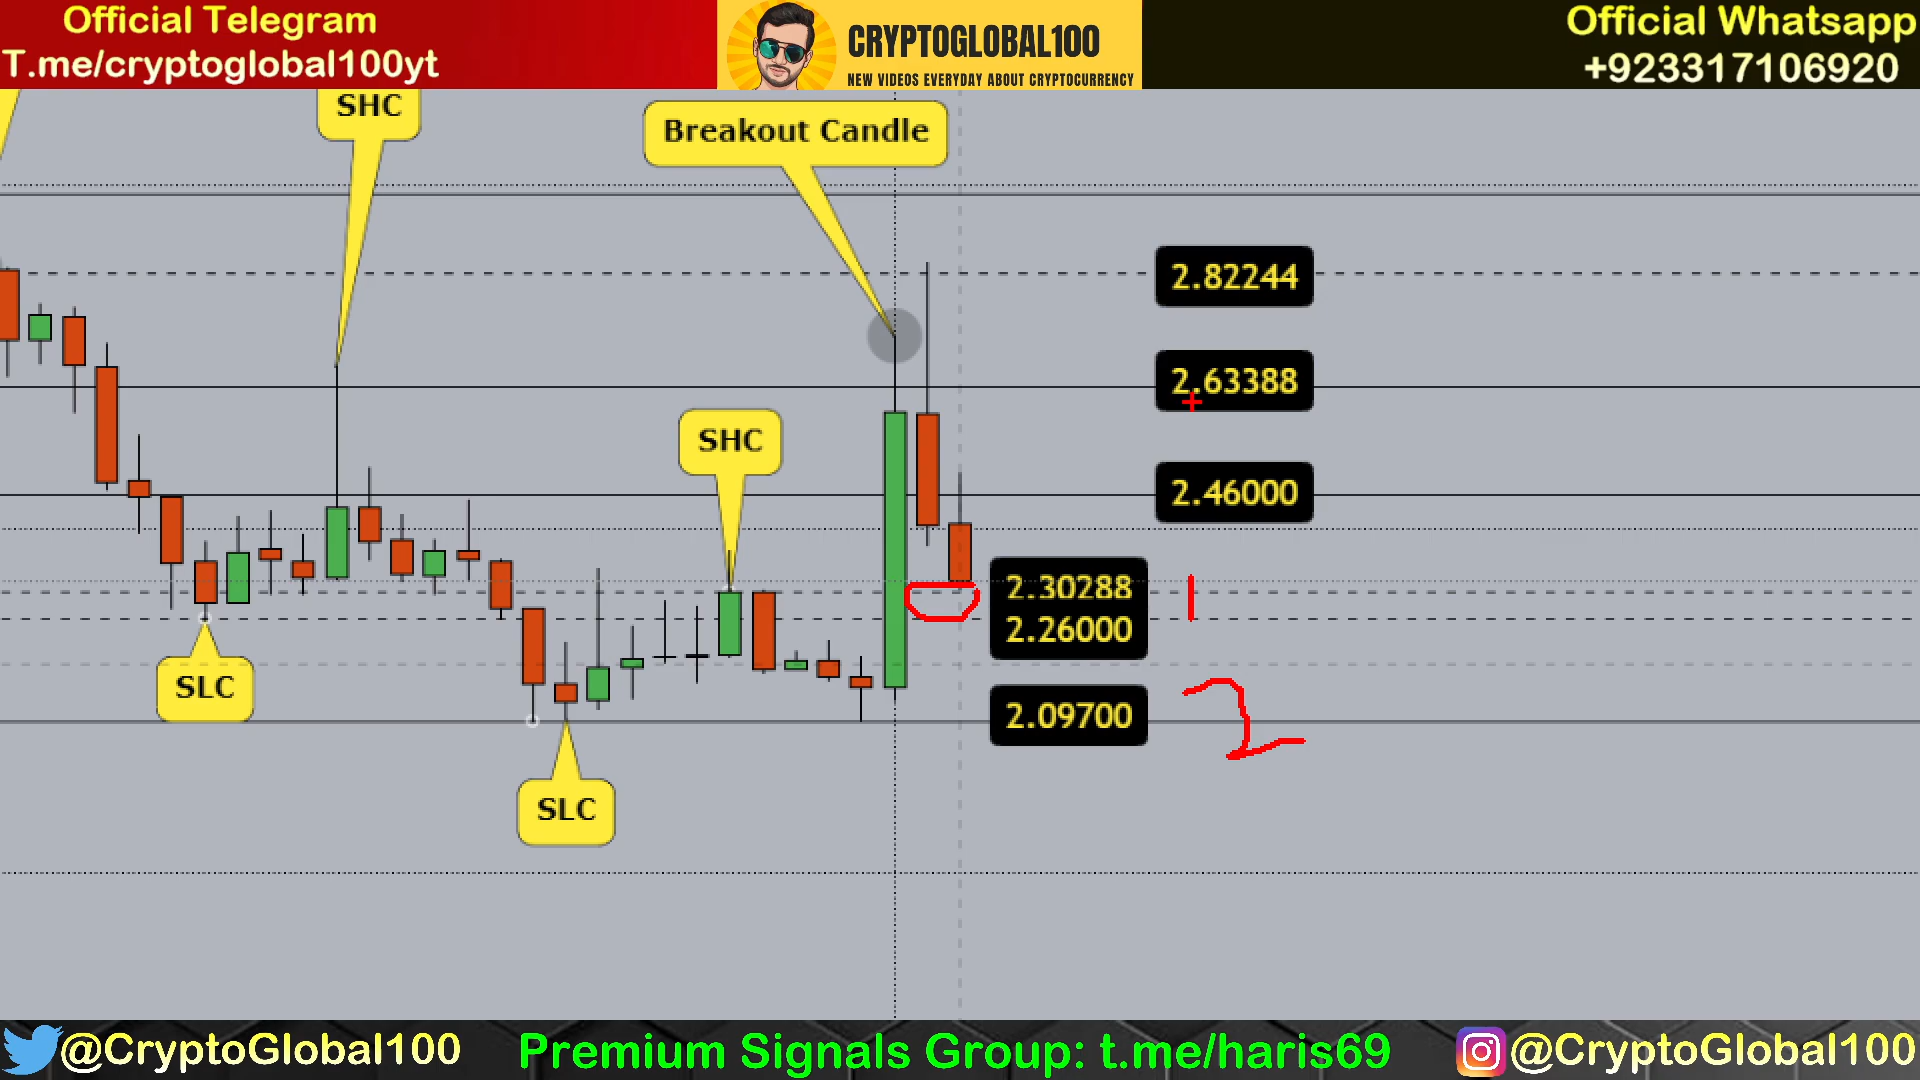 Official Telegram
T.me/cryptoglobal100yt
CRYPTOGLOBAL100
NEW VIDEOS EVERYDAY ABOUT CRYPTOCURRENCY
Official Whatsapp
+923317106920
SHC
Breakout Candle
2.82244
2.63388
SHC
2.46000
2.30288
2.26000
1
SLC
2.09700
2
SLC
@CryptoGlobal100
Premium Signals Group: t.me/haris69
@CryptoGlobal100